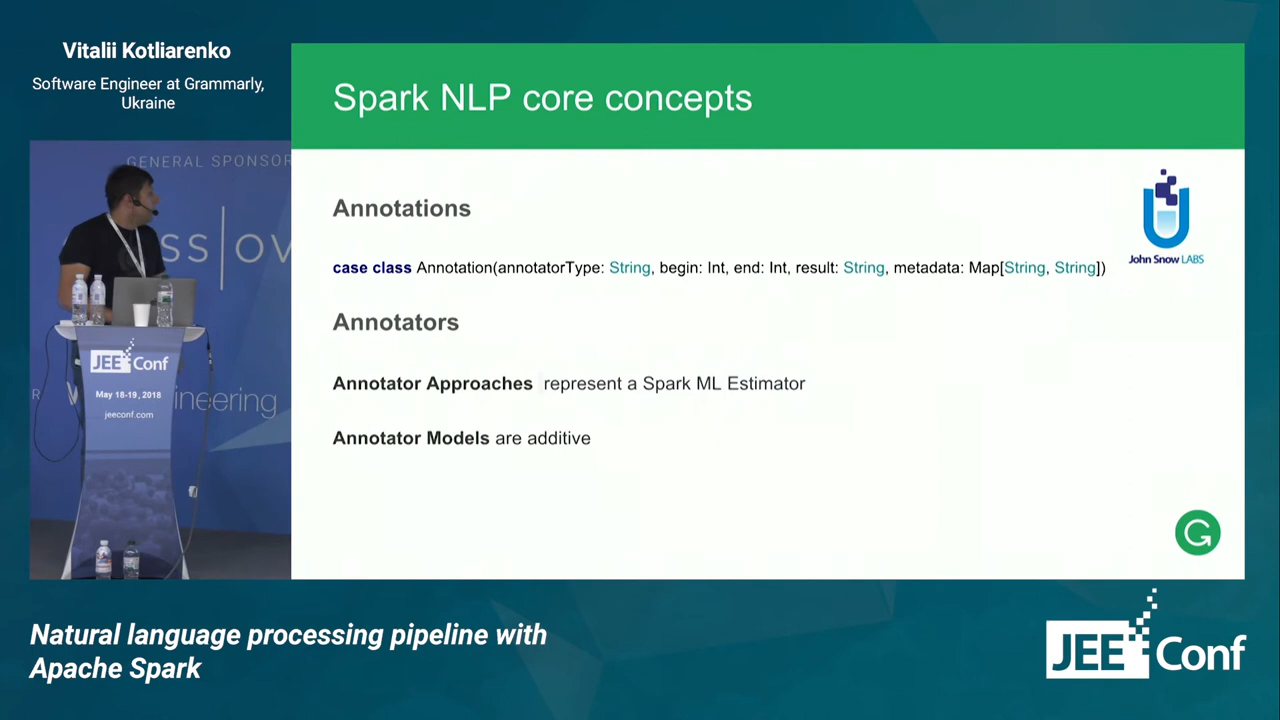 Vitalii Kotliarenko
Software Engineer at Grammarly,
Ukraine
GENERAL SPONSOR
ss|ov
ineering
JEE Conf
May 18-19, 2018
jeeconf.com
Spark NLP core concepts
Annotations
case class Annotation(annotatorType: String, begin: Int, end: Int, result: String, metadata: Map[String, String])
John Snow LABS
Annotators
Annotator Approaches represent a Spark ML Estimator
Annotator Models are additive
G
Natural language processing pipeline with
Apache Spark
JEE Conf